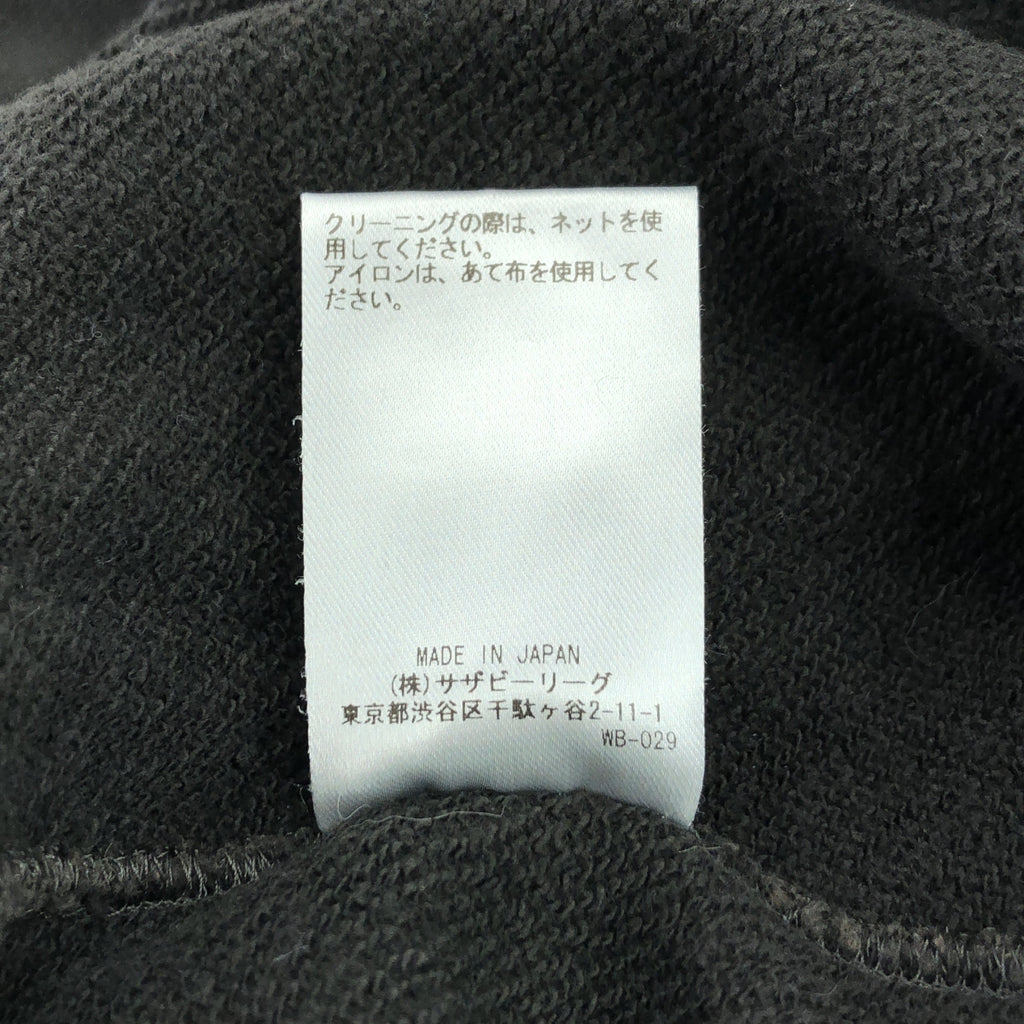 クリーニングの際は、ネットを使
用してください。
アイロンは、あて布を使用してく
ださい。
MADE IN JAPAN
(株)サザビーリーグ
東京都渋谷区千駄ヶ谷2-11-1
WB-029